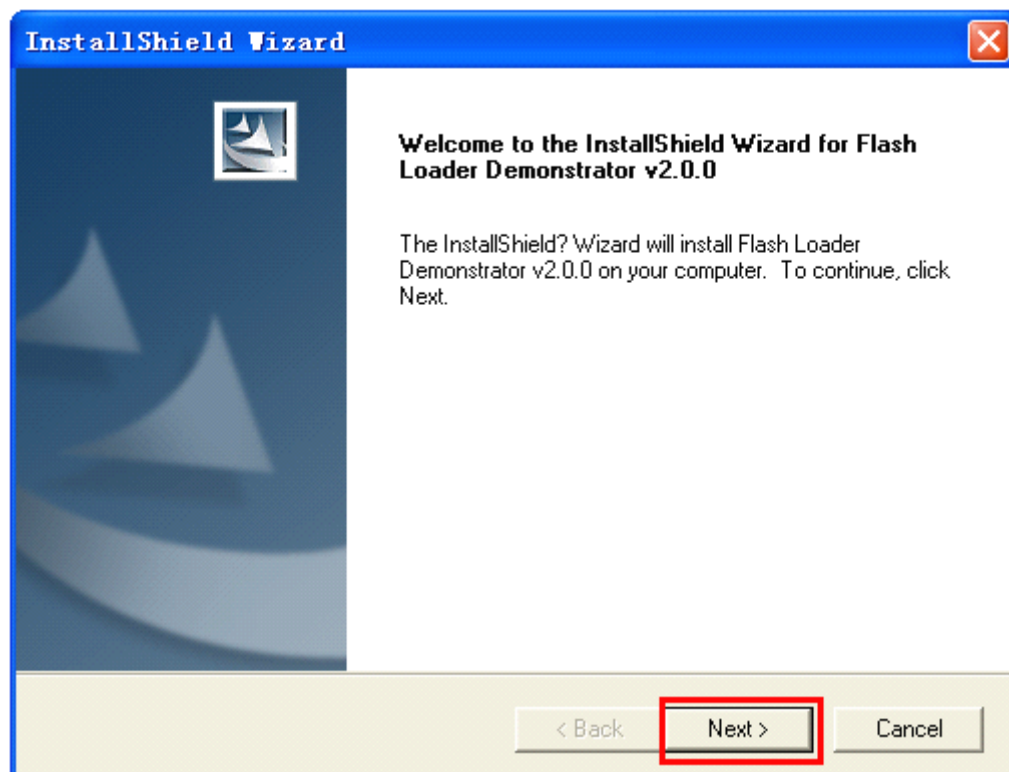 InstallShield Wizard
Welcome to the InstallShield Wizard for Flash
Loader Demonstrator v2.0.0
The InstallShield? Wizard will install Flash Loader
Demonstrator v2.0.0 on your computer.  To continue, click
Next.
< Back
Next >
Cancel